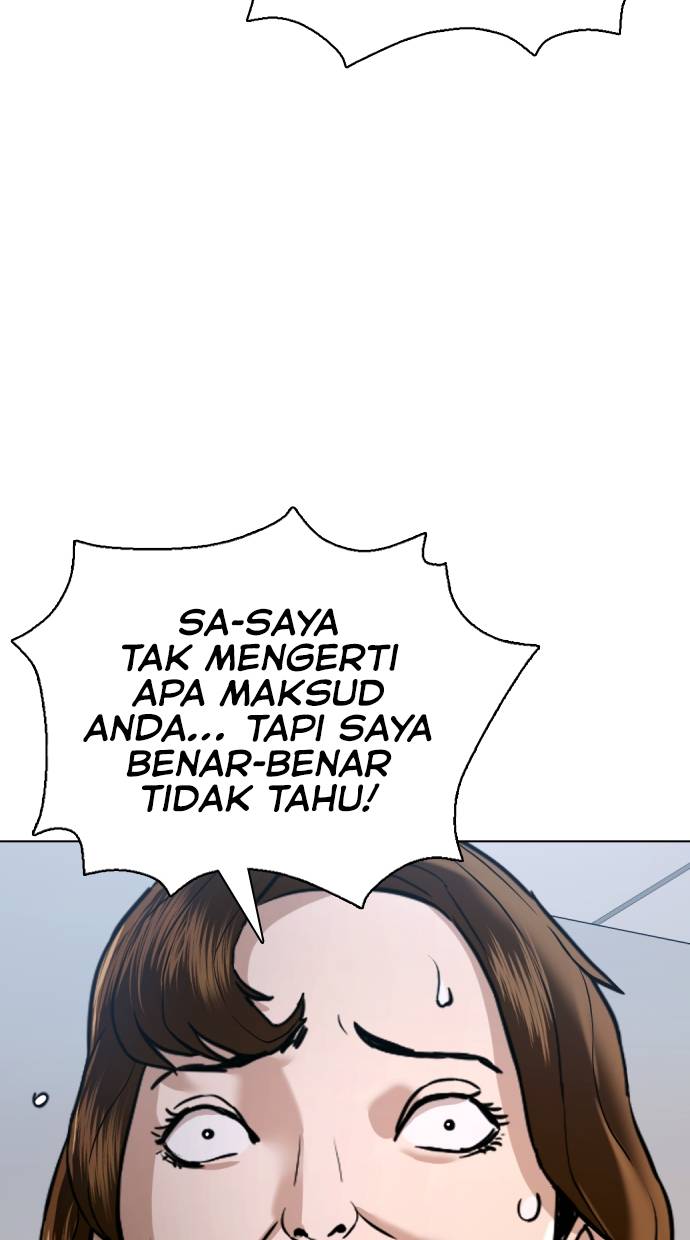 SA-SAYA
TAK MENGERTI
APA MAKSUD
ANDA... TAPI SAYA
BENAR-BENAR
TIDAK TAHU!